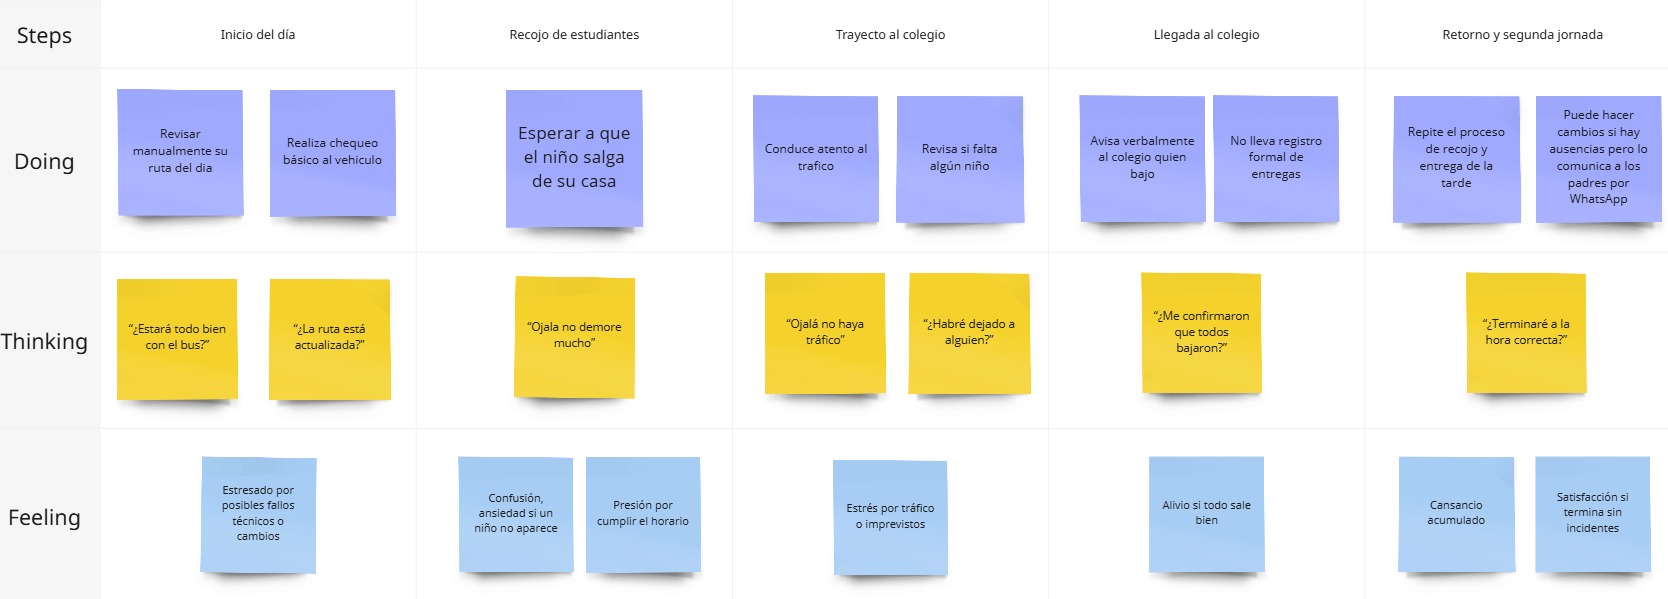 Steps
Inicio del día
Recojo de estudiantes
Trayecto al colegio
Llegada al colegio
Retorno y segunda jornada
Doing
Revisar
manualmente su
ruta del dia
Realiza chequeo
básico al vehiculo
Esperar a que
el niño salga
de su casa
Conduce atento al
trafico
Revisa si falta
algún niño
Avisa verbalmente
al colegio quien
bajo
No lleva registro
formal de
entregas
Repite el proceso
de recojo y
entrega de la
tarde
Puede hacer
cambios si hay
ausencias pero lo
comunica a los
padres por
WhatsApp
Thinking
“¿Estará todo bien
con el bus?”
“¿La ruta está
actualizada?”
“Ojala no demore
mucho”
“Ojalá no haya
tráfico”
“¿Habré dejado a
alguien?”
“¿Me confirmaron
que todos
bajaron?”
“¿Terminaré a la
hora correcta?”
Feeling
Estresado por
posibles fallos
técnicos o
cambios
Confusión,
ansiedad si un
niño no aparece
Presión por
cumplir el horario
Estrés por tráfico
o imprevistos
Alivio si todo sale
bien
Cansancio
acumulado
Satisfacción si
termina sin
incidentes